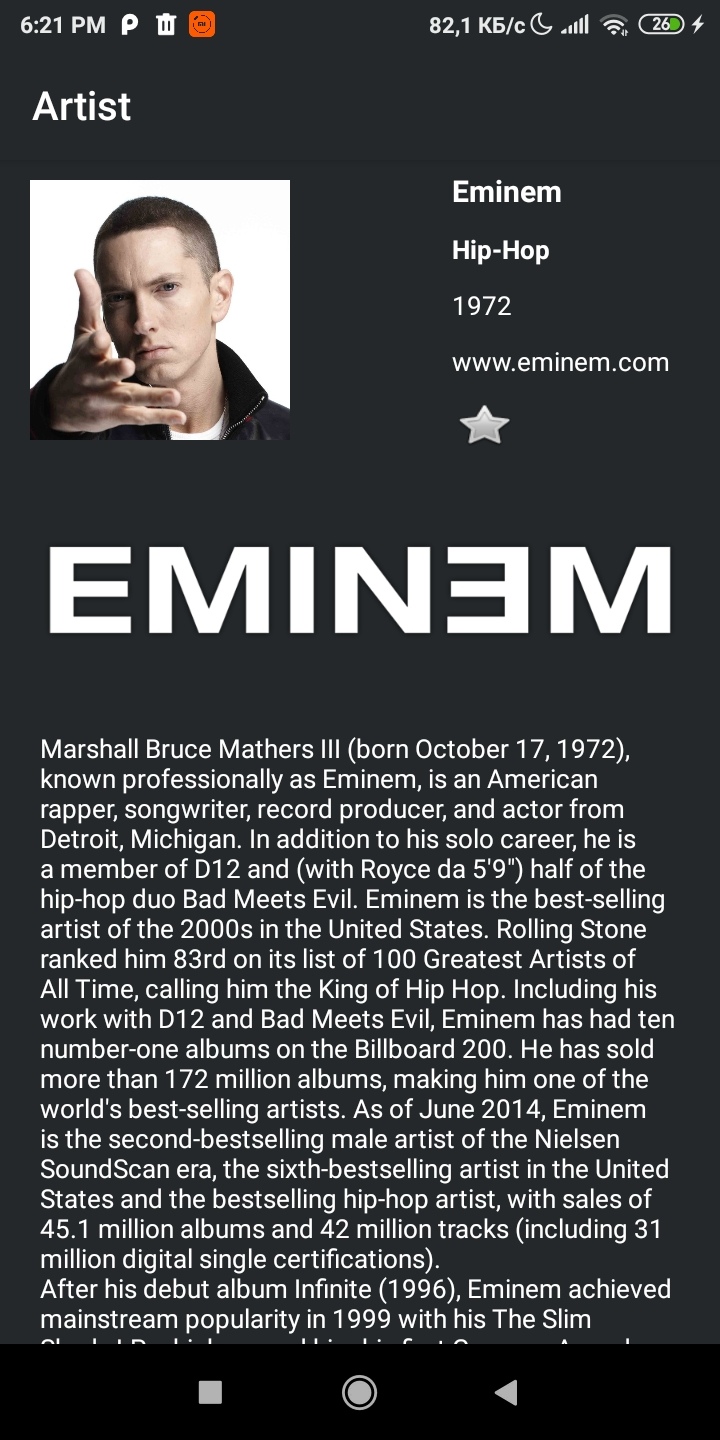 6:21 PM
82,1 КБ/с
26
Artist
Eminem
Hip-Hop
1972
www.eminem.com
EMINƎM
Marshall Bruce Mathers III (born October 17, 1972),
known professionally as Eminem, is an American
rapper, songwriter, record producer, and actor from
Detroit, Michigan. In addition to his solo career, he is
a member of D12 and (with Royce da 5'9") half of the
hip-hop duo Bad Meets Evil. Eminem is the best-selling
artist of the 2000s in the United States. Rolling Stone
ranked him 83rd on its list of 100 Greatest Artists of
All Time, calling him the King of Hip Hop. Including his
work with D12 and Bad Meets Evil, Eminem has had ten
number-one albums on the Billboard 200. He has sold
more than 172 million albums, making him one of the
world's best-selling artists. As of June 2014, Eminem
is the second-bestselling male artist of the Nielsen
SoundScan era, the sixth-bestselling artist in the United
States and the bestselling hip-hop artist, with sales of
45.1 million albums and 42 million tracks (including 31
million digital single certifications).
After his debut album Infinite (1996), Eminem achieved
mainstream popularity in 1999 with his The Slim